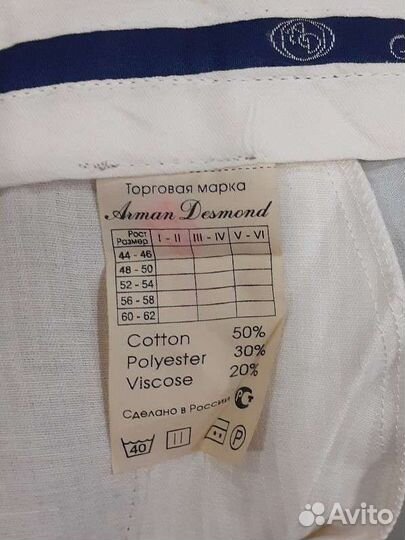 Торговая марка
Arman Desmond
Рост I - II III - IV V - VI
Размер
44 - 46
48 - 50
52 - 54
56 - 58
60 - 62
Cotton 50%
Polyester 30%
Viscose 20%
Сделано в России
40 P
Avito